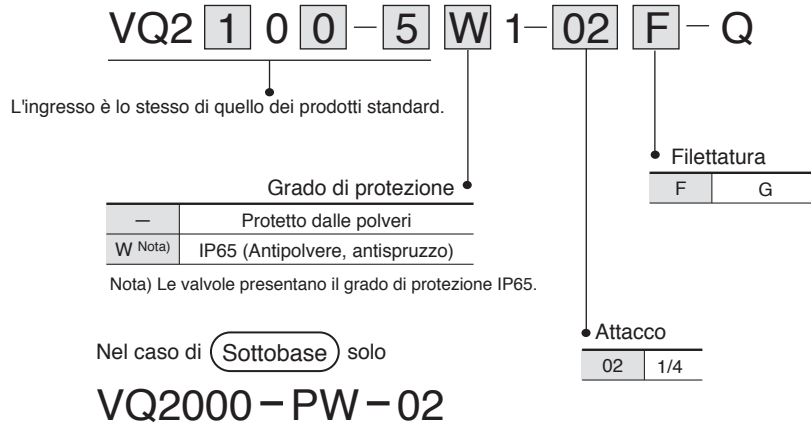 VQ2 1 0 0 - 5 W 1 - 02 F - Q
L'ingresso è lo stesso di quello dei prodotti standard.
Filettatura
F G
Grado di protezione
— Protetto dalle polveri
W Nota) IP65 (Antipolvere, antispruzzo)
Nota) Le valvole presentano il grado di protezione IP65.
Attacco
02 1/4
Nel caso di Sottobase solo
VQ2000-PW-02